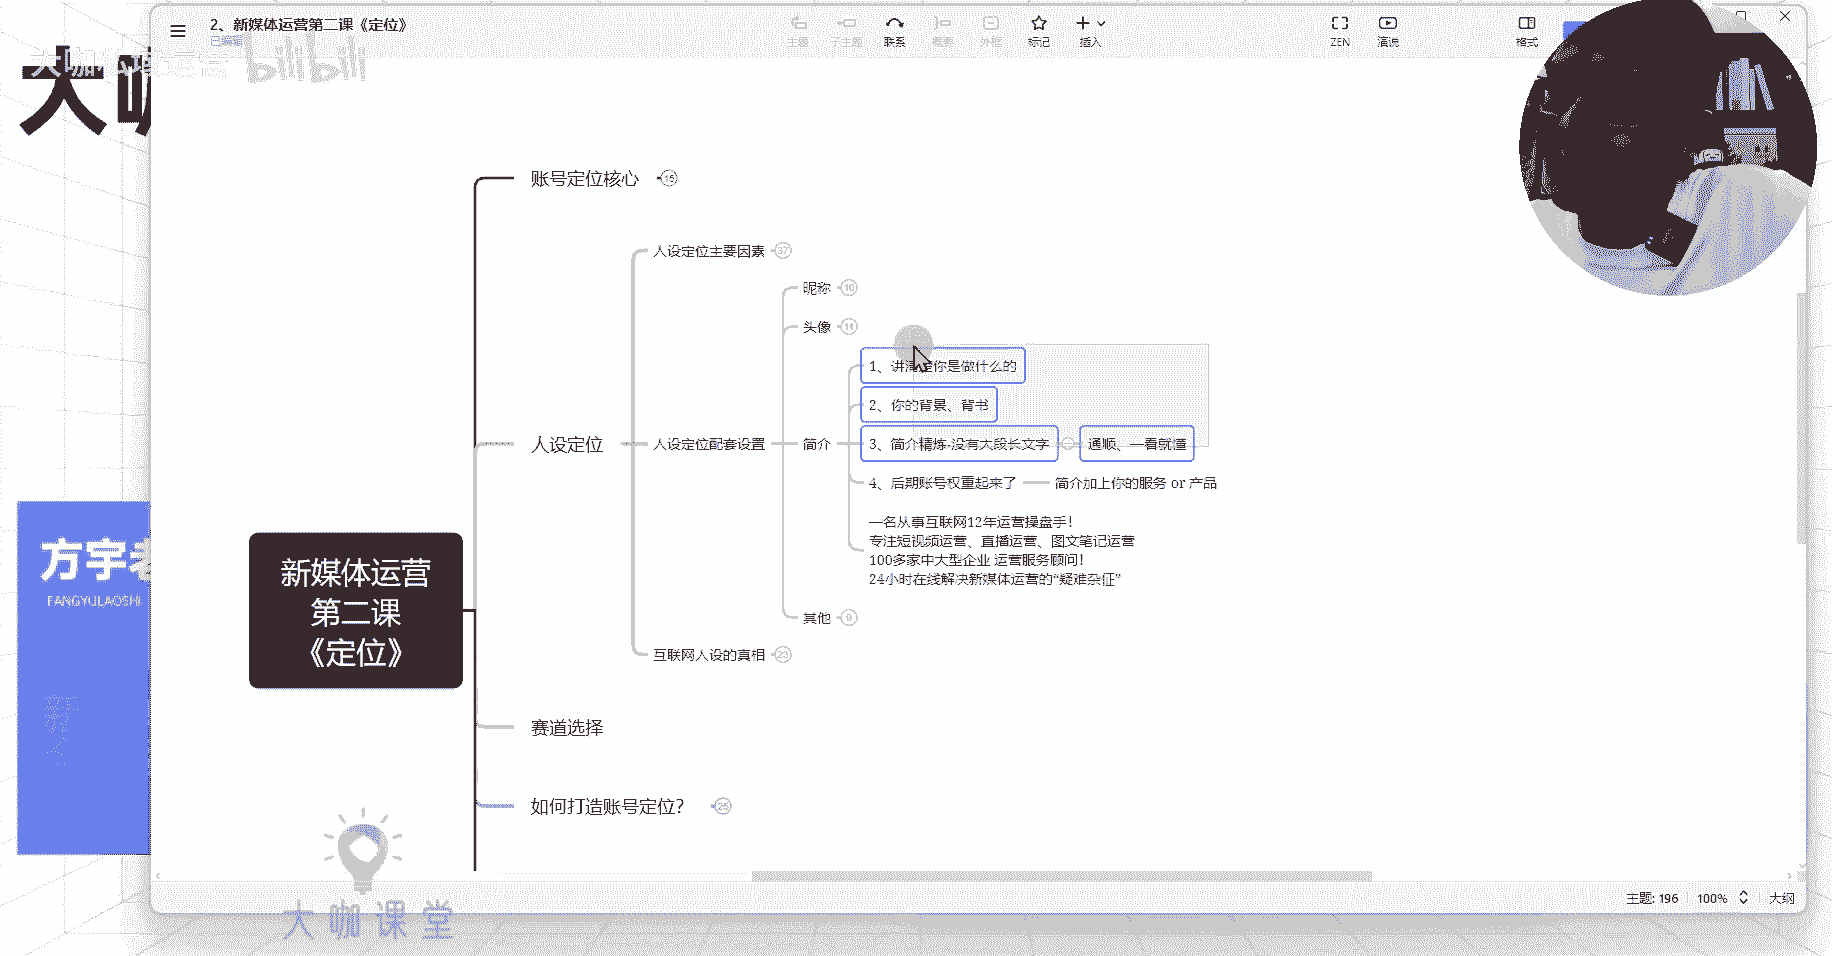 2、新媒体运营第二课《定位》
已编辑
主题
子主题
联系
概要
外框
标记
插入
ZEN
演说
格式
bilibili
账号定位核心 15
人设定位主要因素 37
昵称 10
头像 11
1、讲清楚你是做什么的
2、你的背景、背书
人设定位
人设定位配套设置
简介
3、简介精炼-没有大段长文字
通顺、一看就懂
4、后期账号权重起来了
简介加上你的服务 or 产品
一名从事互联网12年运营操盘手！
专注短视频运营、直播运营、图文笔记运营
100多家中大型企业 运营服务顾问！
24小时在线解决新媒体运营的“疑难杂征”
其他 9
互联网人设的真相 23
新媒体运营
第二课
《定位》
赛道选择
如何打造账号定位？ 25
方宇老
FANGYULAOSHI
大咖课堂
主题: 196
100%
大纲